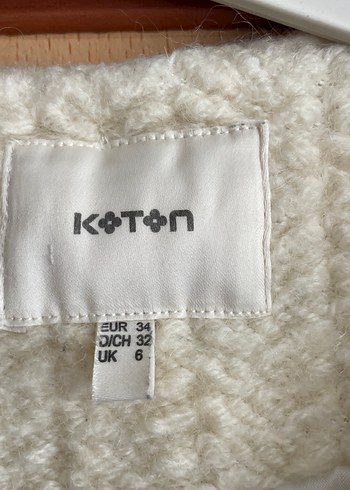 KOTON
EUR 34
D/CH 32
UK 6